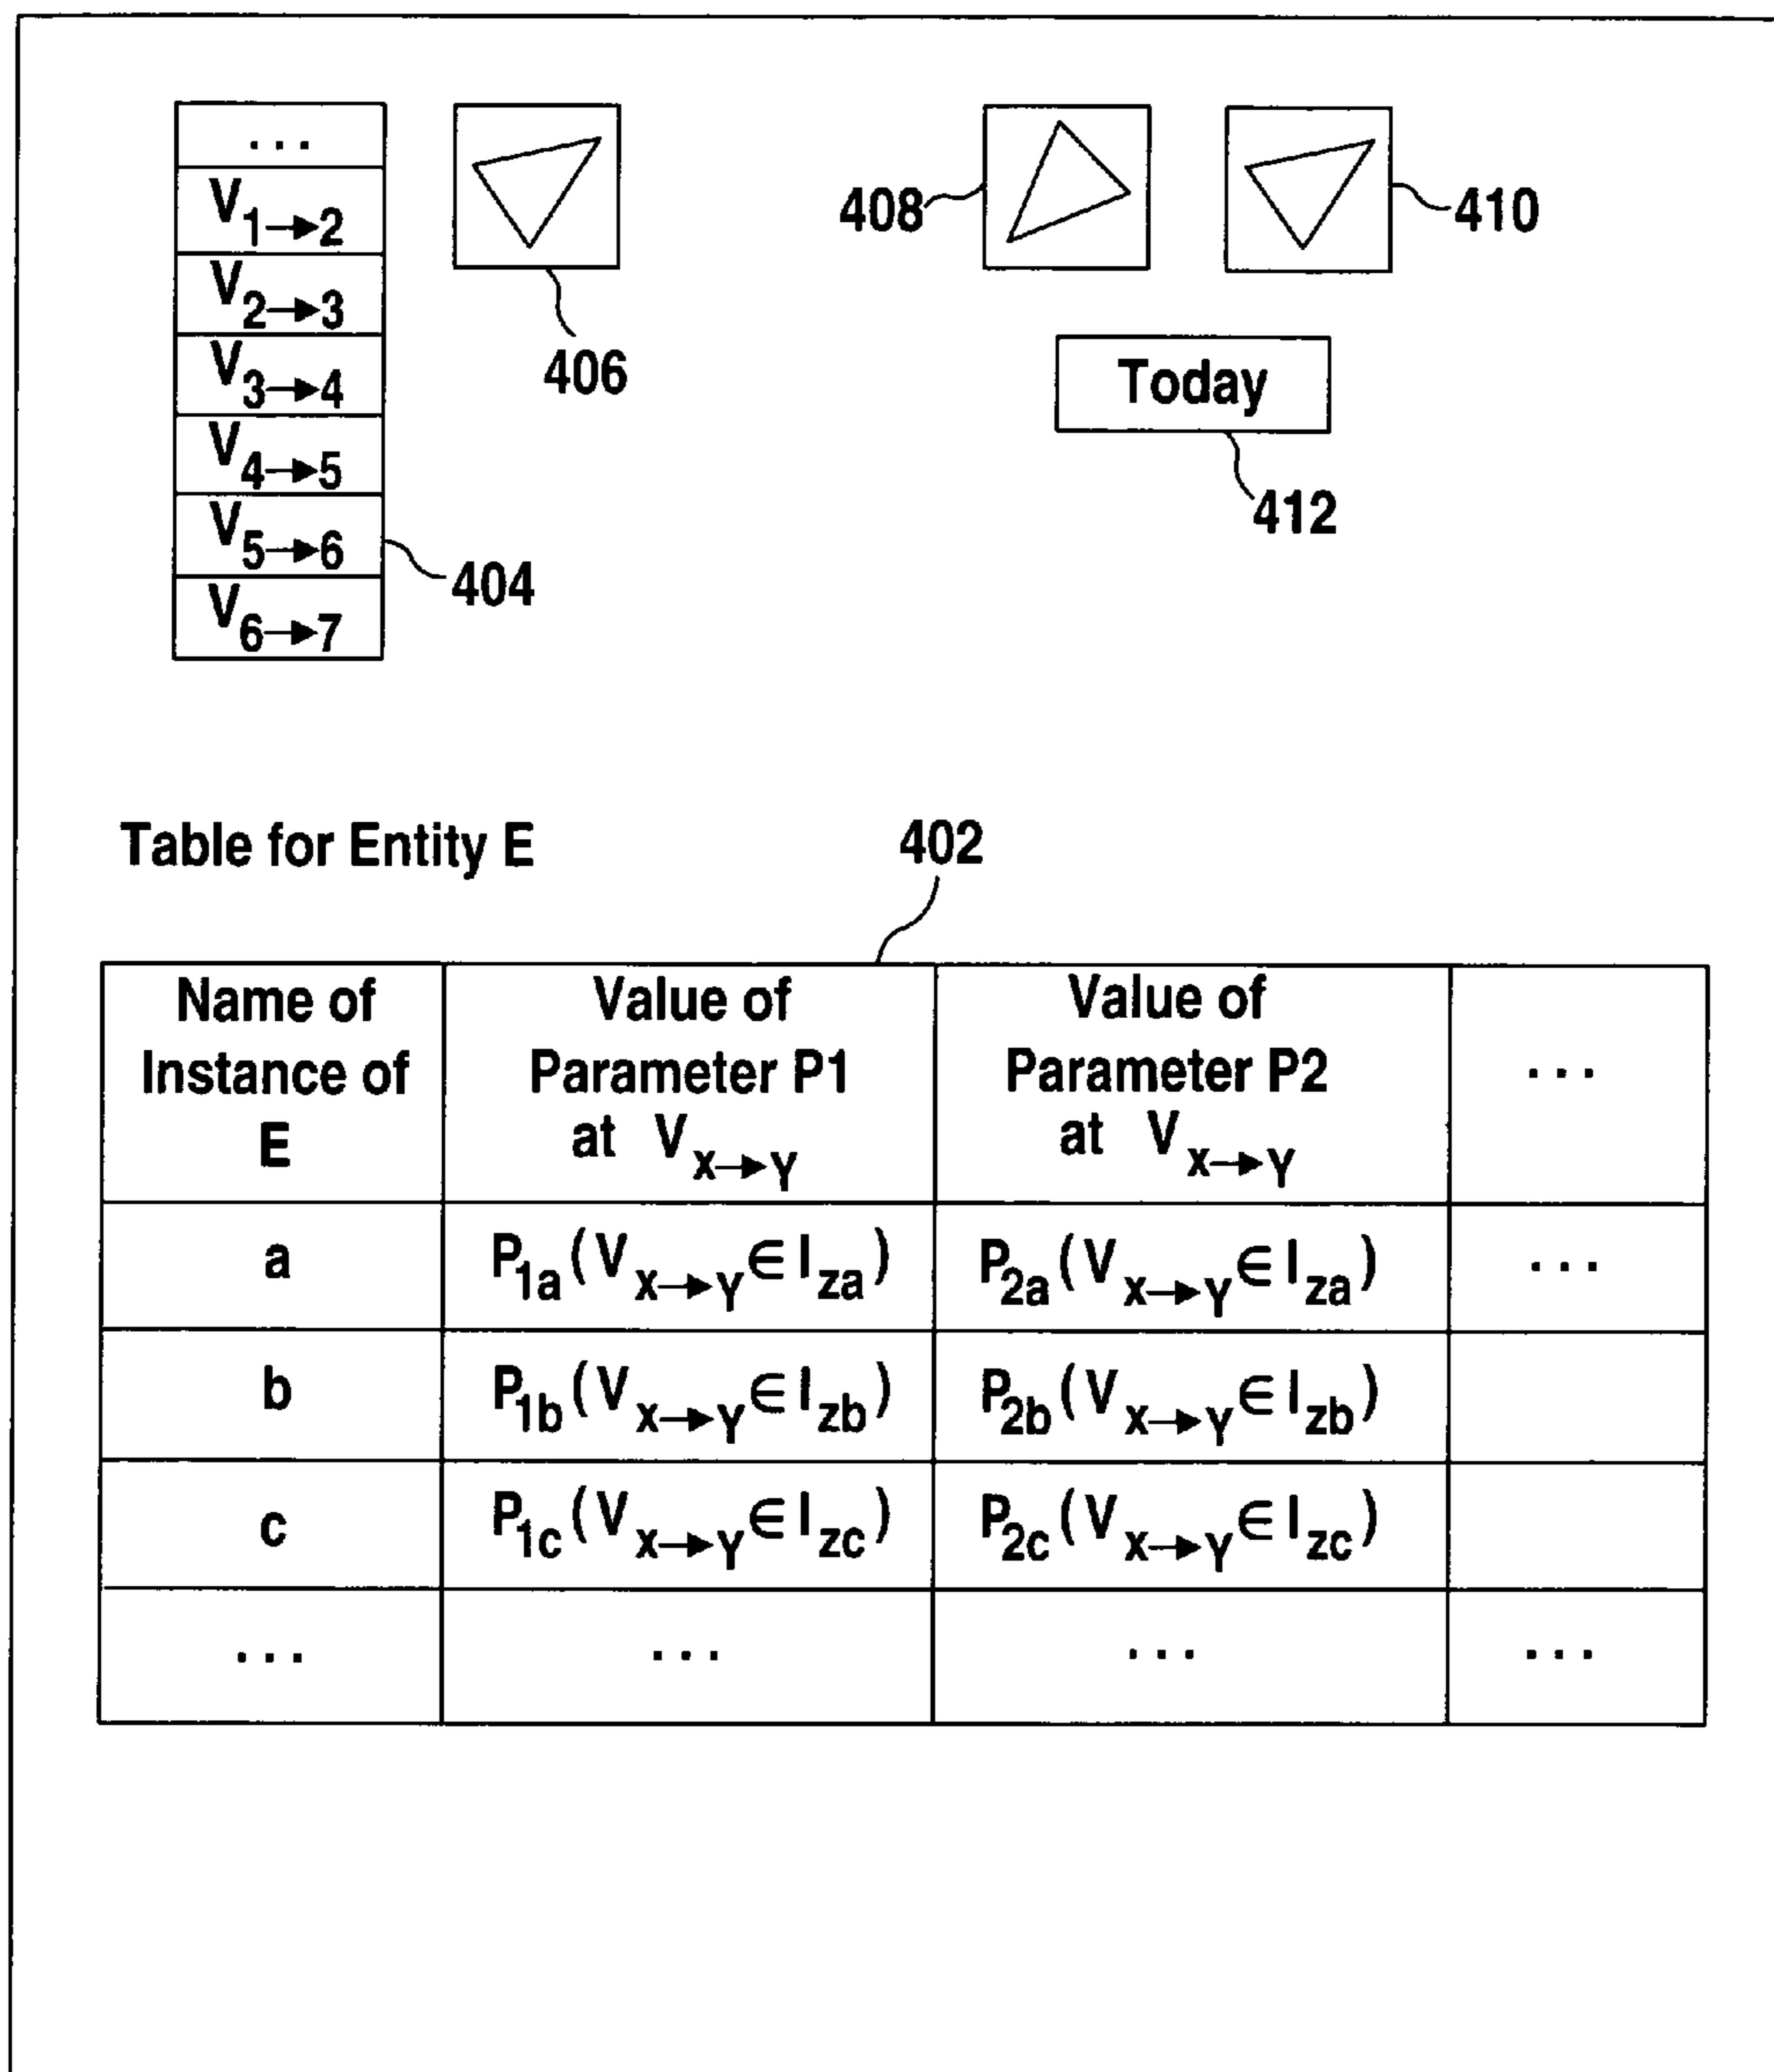 ...
V1→2
V2→3
V3→4
V4→5
V5→6
V6→7
404
406
408
410
Today
412
Table for Entity E
402
Name of Instance of E
Value of Parameter P1 at Vx→Y
Value of Parameter P2 at Vx→Y
...
a
P1a(Vx→Y∈Iza)
P2a(Vx→Y∈Iza)
...
b
P1b(Vx→Y∈Izb)
P2b(Vx→Y∈Izb)
c
P1c(Vx→Y∈Izc)
P2c(Vx→Y∈Izc)
...
...
...
...